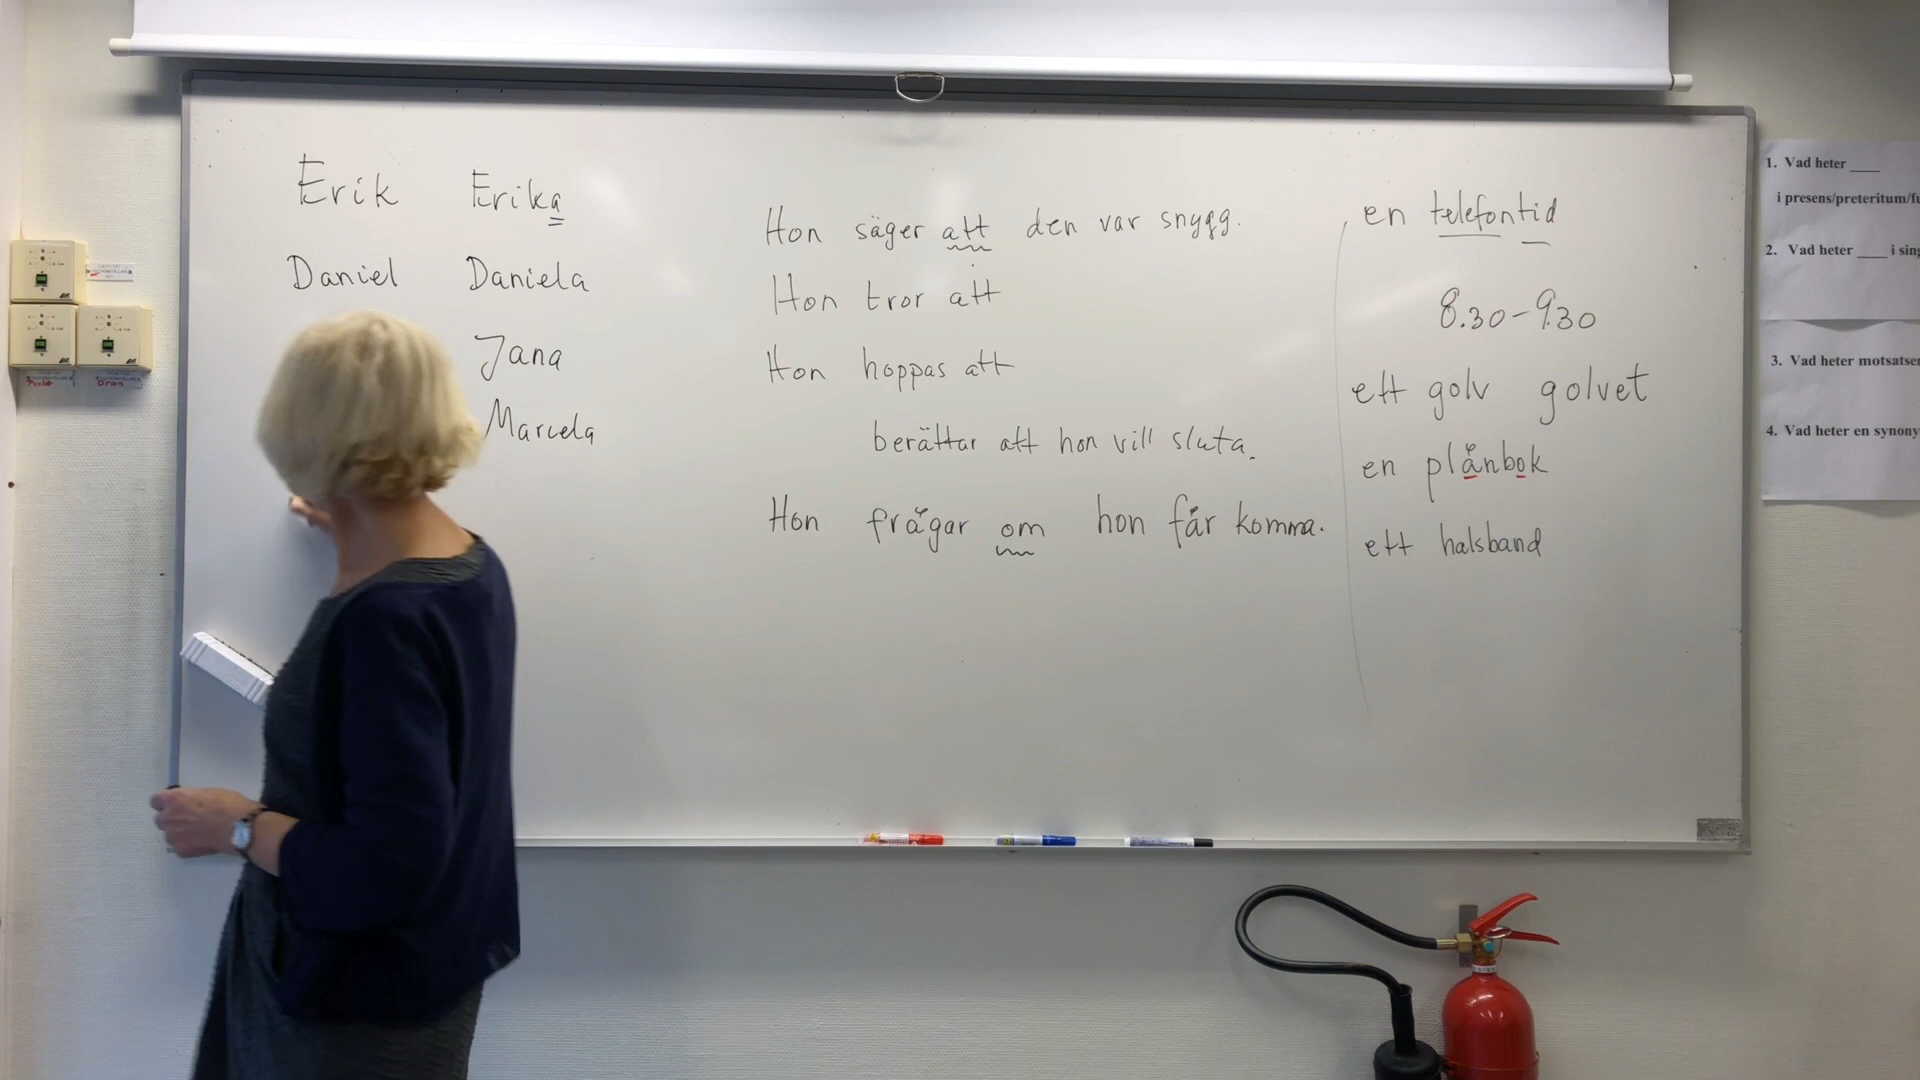 Erik Erika
Daniel Daniela
Jana
Marcela
Hon säger att den var snygg.
Hon tror att
Hon hoppas att
berättar att hon vill sluta.
Hon frågar om hon får komma.
en telefontid
8.30-9.30
ett golv golvet
en plånbok
ett halsband
1. Vad heter ____
i presens/preteritum/fu
2. Vad heter ____ i sing
3. Vad heter motsatsen
4. Vad heter en synony